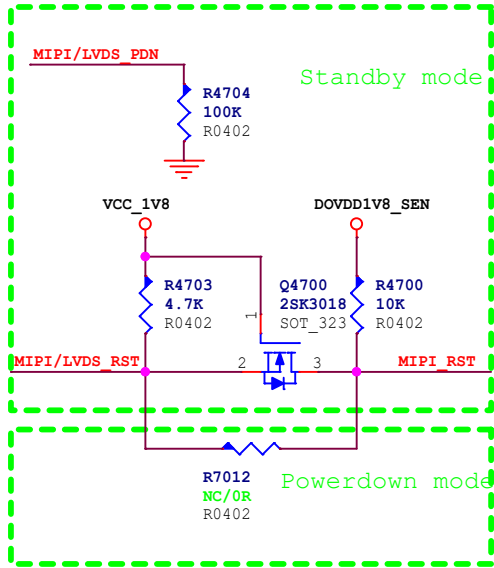 MIPI/LVDS_PDN
Standby mode
R4704
100K
R0402
VCC_1V8
DOVDD1V8_SEN
R4703
4.7K
R0402
Q4700
2SK3018
SOT_323
R4700
10K
R0402
1
MIPI/LVDS_RST
2
3
MIPI_RST
R7012
NC/0R
R0402
Powerdown mode